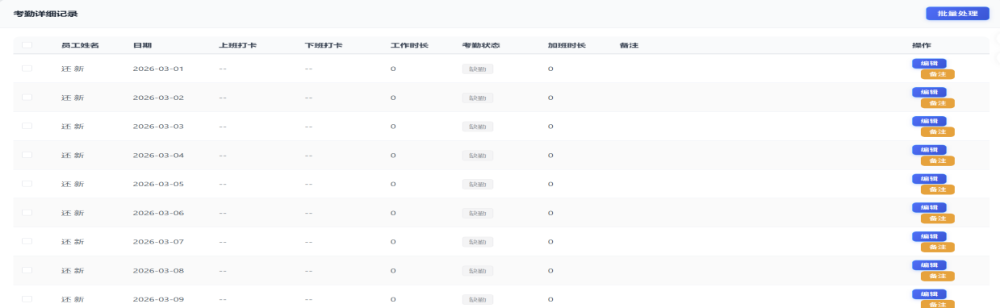 考勤详细记录 批量处理
员工姓名 日期 上班打卡 下班打卡 工作时长 考勤状态 加班时长 备注 操作
还新 2026-03-01 -- -- 0 缺勤 0 编辑
备注
还新 2026-03-02 -- -- 0 缺勤 0 编辑
备注
还新 2026-03-03 -- -- 0 缺勤 0 编辑
备注
还新 2026-03-04 -- -- 0 缺勤 0 编辑
备注
还新 2026-03-05 -- -- 0 缺勤 0 编辑
备注
还新 2026-03-06 -- -- 0 缺勤 0 编辑
备注
还新 2026-03-07 -- -- 0 缺勤 0 编辑
备注
还新 2026-03-08 -- -- 0 缺勤 0 编辑
备注
还新 2026-03-09 -- -- 0 缺勤 0 编辑
备注